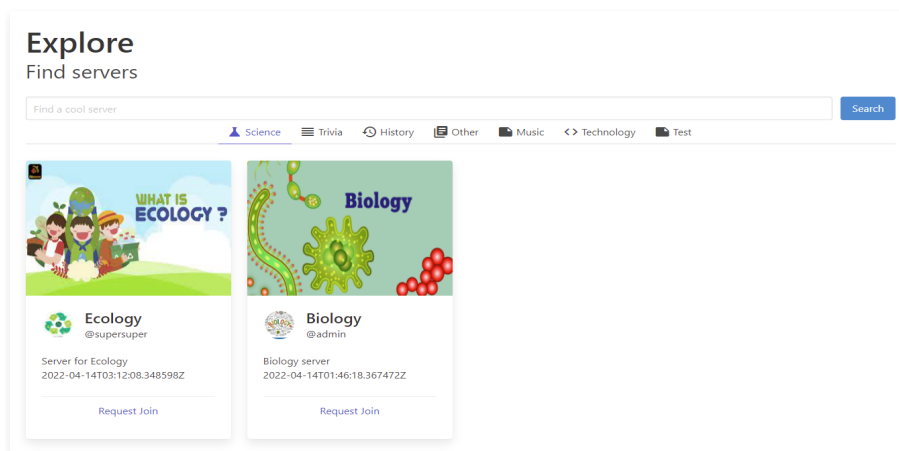 Explore
Find servers
Find a cool server
Search
Science Trivia History Other Music Technology Test
WHAT IS
ECOLOGY ?
Biology
Ecology
@supersuper
Server for Ecology
2022-04-14T03:12:08.348598Z
Request Join
Biology
@admin
Biology server
2022-04-14T01:46:18.367472Z
Request Join